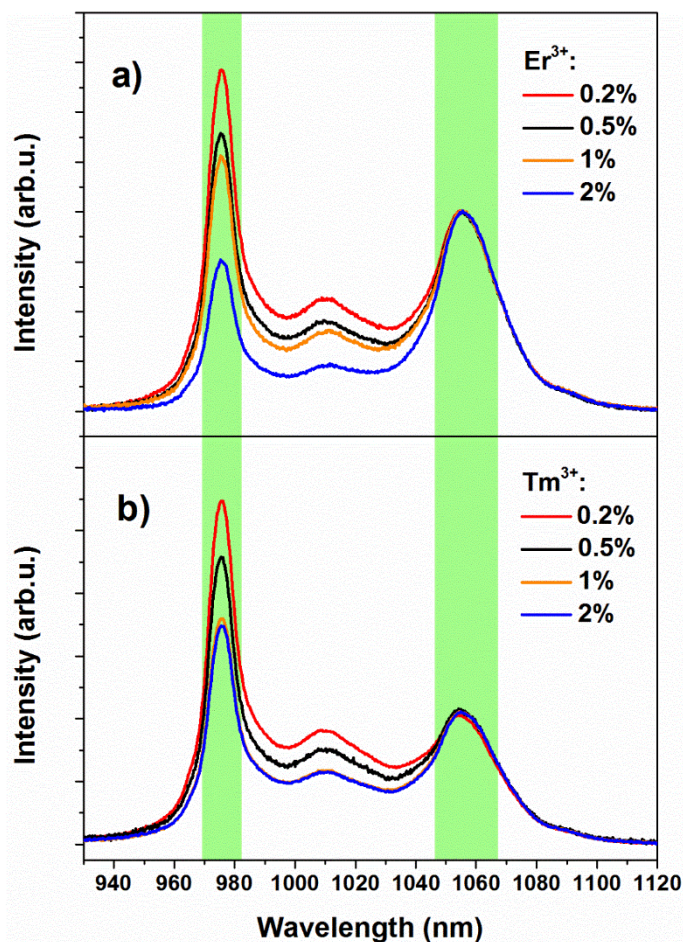 a)
Er³⁺:
0.2%
0.5%
1%
2%
Intensity (arb.u.)
b)
Tm³⁺:
0.2%
0.5%
1%
2%
Intensity (arb.u.)
940 960 980 1000 1020 1040 1060 1080 1100 1120
Wavelength (nm)